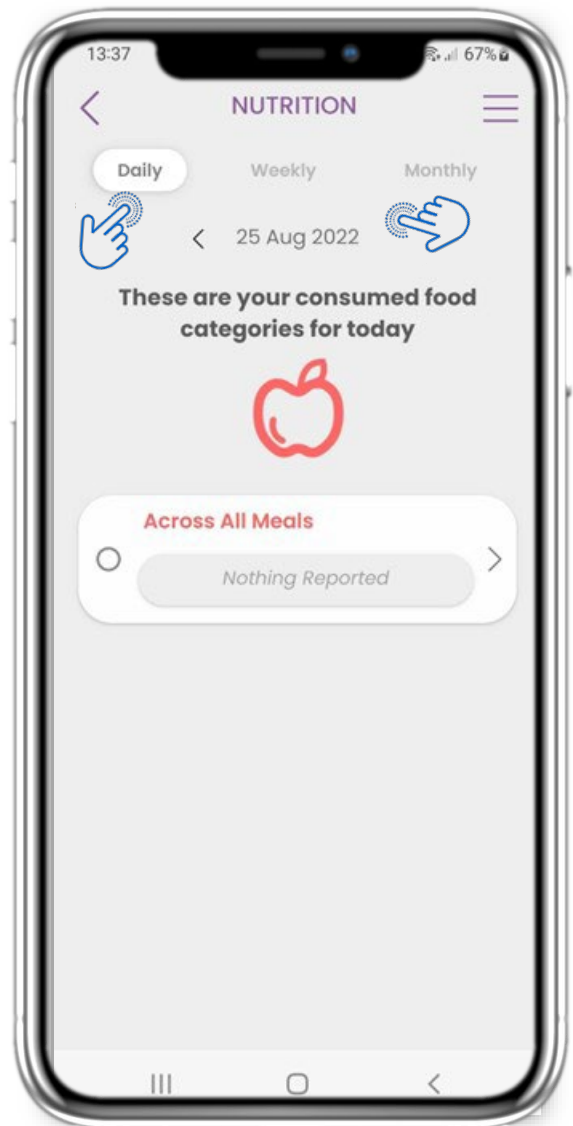 13:37 67%
NUTRITION
Daily Weekly Monthly
25 Aug 2022
These are your consumed food
categories for today
Across All Meals
Nothing Reported